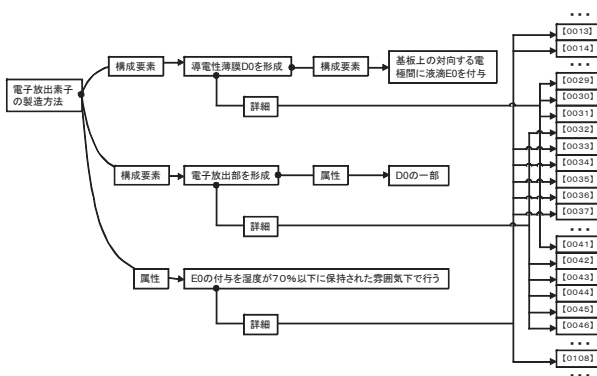 電子放出素子
の製造方法
構成要素
導電性薄膜D0を形成
構成要素
基板上の対向する電
極間に液滴E0を付与
詳細
構成要素
電子放出部を形成
属性
D0の一部
詳細
属性
E0の付与を湿度が70%以下に保持された雰囲気下で行う
詳細
・・・
【0013】
【0014】
・・・
【0029】
【0030】
【0031】
【0032】
【0033】
【0034】
【0035】
【0036】
【0037】
・・・
【0041】
【0042】
【0043】
【0044】
【0045】
【0046】
・・・
【0108】
・・・